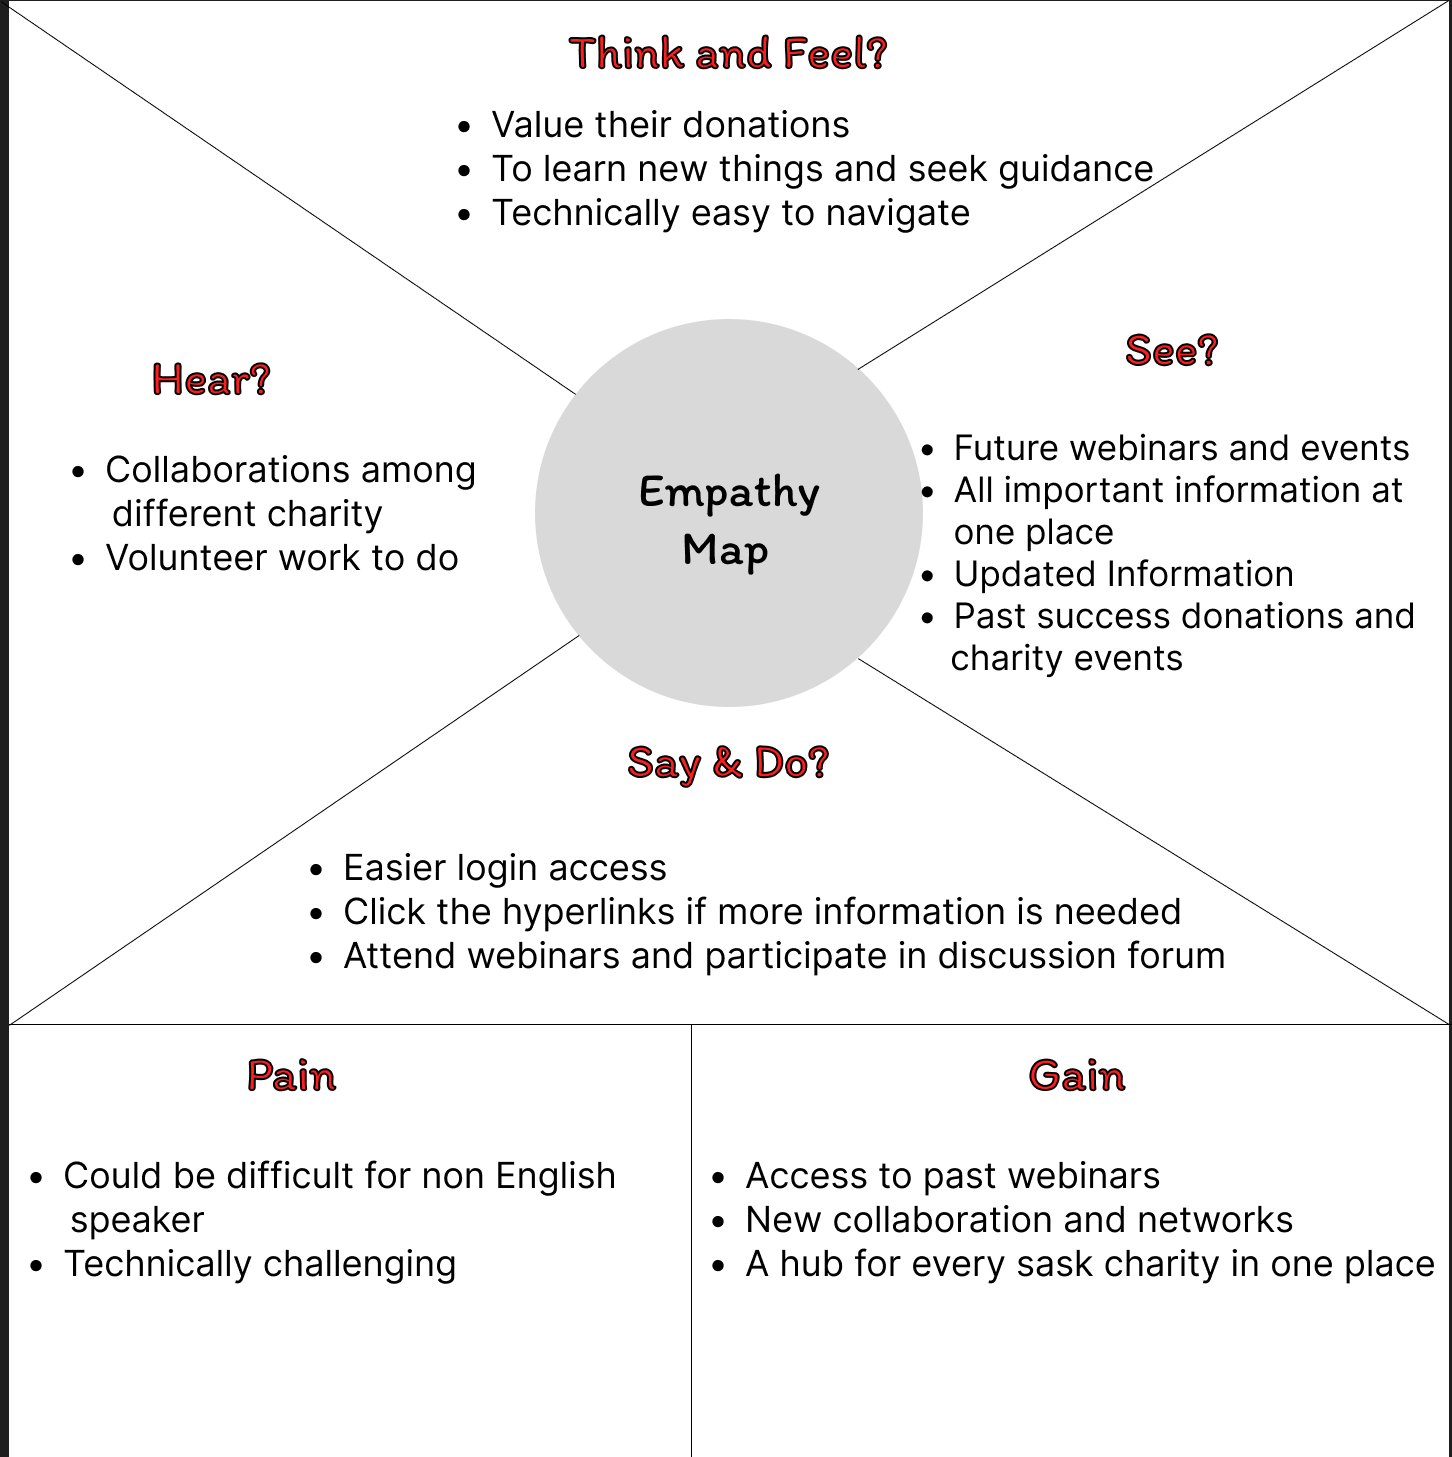 Think and Feel?
• Value their donations
• To learn new things and seek guidance
• Technically easy to navigate
Hear?
• Collaborations among
different charity
• Volunteer work to do
Empathy
Map
See?
• Future webinars and events
• All important information at
one place
• Updated Information
• Past success donations and
charity events
Say & Do?
• Easier login access
• Click the hyperlinks if more information is needed
• Attend webinars and participate in discussion forum
Pain
• Could be difficult for non English
speaker
• Technically challenging
Gain
• Access to past webinars
• New collaboration and networks
• A hub for every sask charity in one place